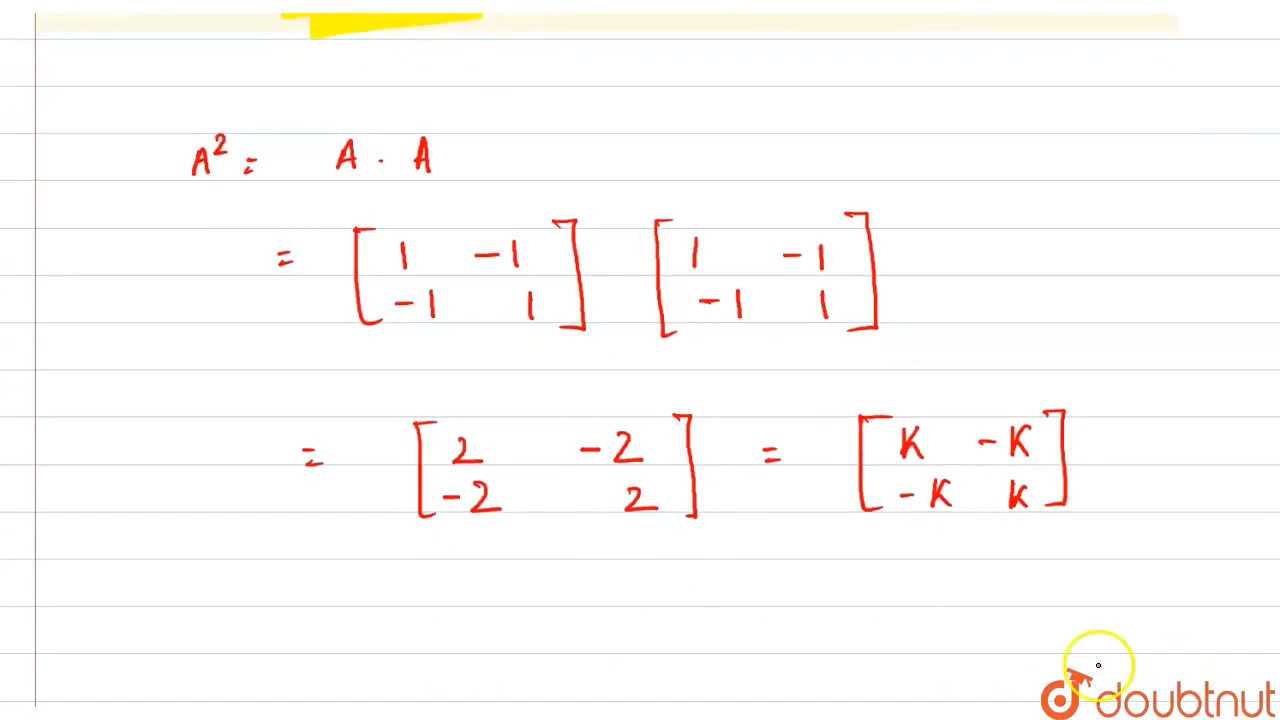 A² = A . A
= [ 1 -1 ] [ 1 -1 ]
[ -1 1 ] [ -1 1 ]
= [ 2 -2 ] = [ K -K ]
[ -2 2 ] [ -K K ]
doubtnut